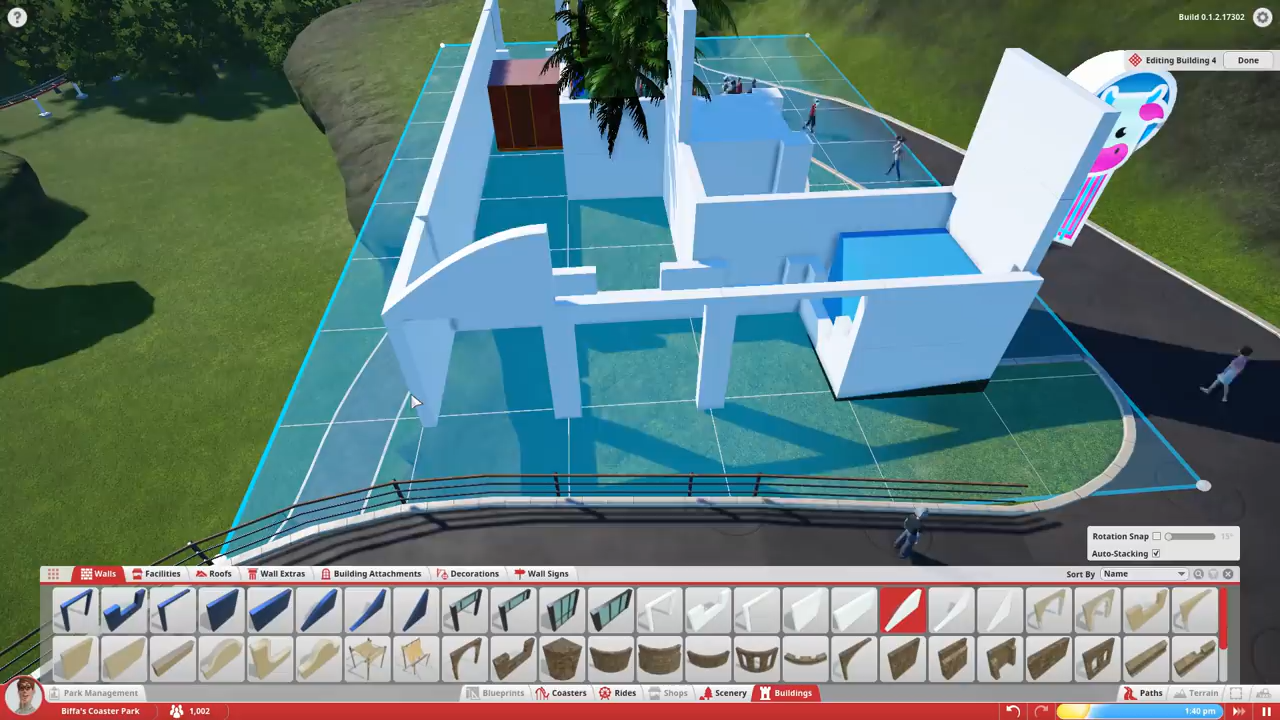 ?
Build 0.1.2.17302
Editing Building 4
Done
Rotation Snap
15°
Auto-Stacking
Walls
Facilities
Roofs
Wall Extras
Building Attachments
Decorations
Wall Signs
Sort By
Name
Park Management
Blueprints
Coasters
Rides
Shops
Scenery
Buildings
Paths
Terrain
Biffa's Coaster Park
1,002
1:40 pm